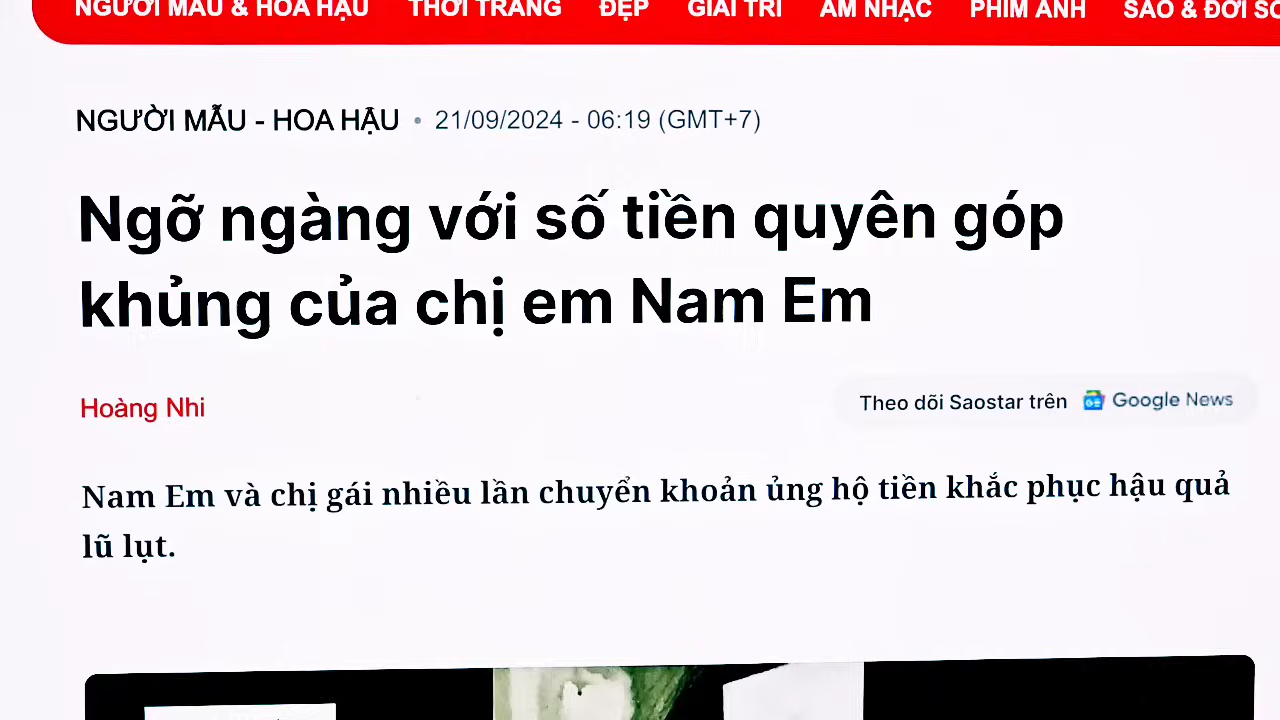 NGƯỜI MẪU & HOA HẬU THỜI TRANG ĐẸP GIẢI TRÍ ÂM NHẠC PHIM ẢNH SAO & ĐỜI
NGƯỜI MẪU - HOA HẬU • 21/09/2024 - 06:19 (GMT+7)
Ngỡ ngàng với số tiền quyên góp
khủng của chị em Nam Em
Hoàng Nhi
Theo dõi Saostar trên Google News
Nam Em và chị gái nhiều lần chuyển khoản ủng hộ tiền khắc phục hậu quả
lũ lụt.